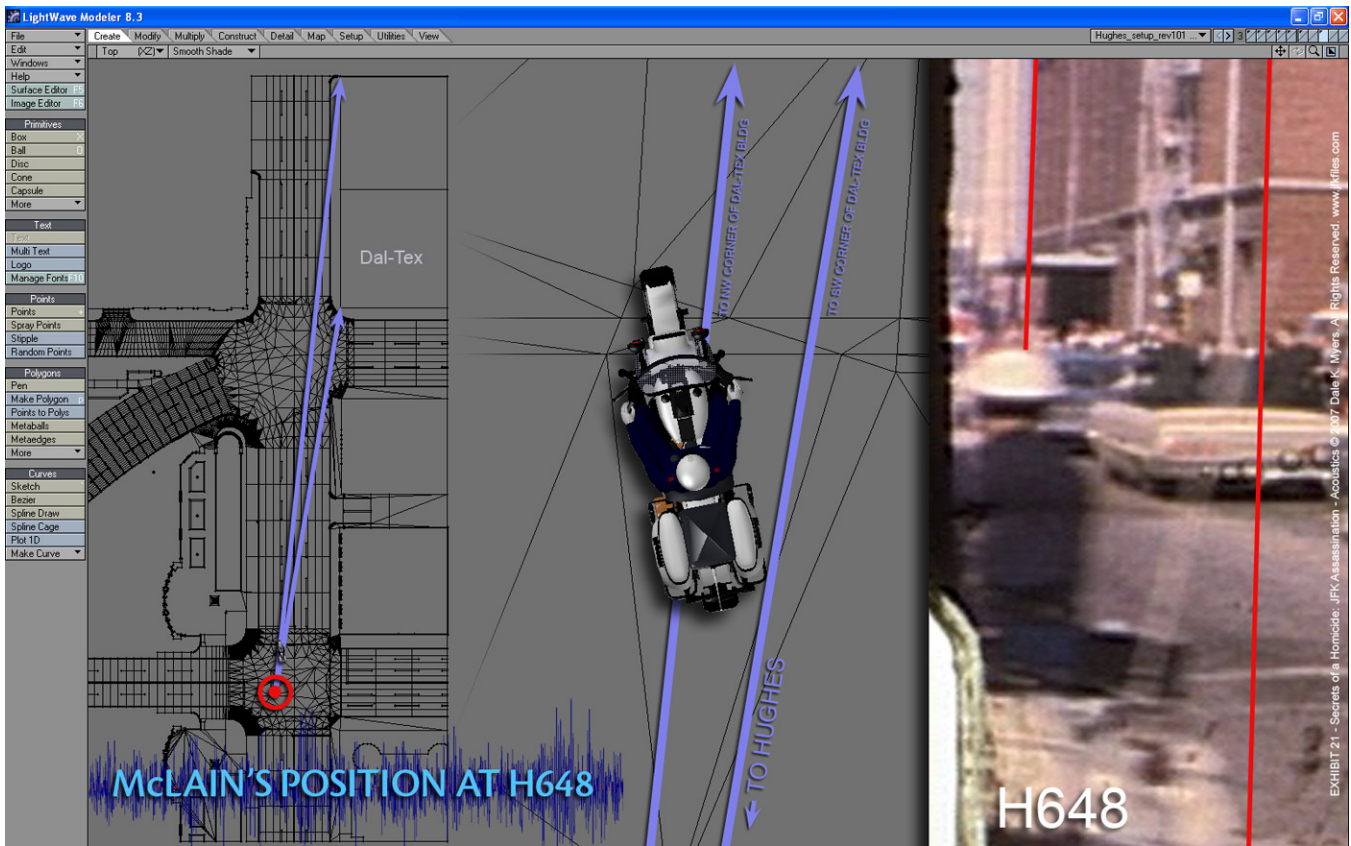 LightWave Modeler 8.3
File
Edit
Windows
Help
Surface Editor F5
Image Editor F6
Primitives
Box X
Ball O
Disc
Cone
Capsule
More
Text
Text
Multi Text
Logo
Manage Fonts F10
Points
Points +
Spray Points
Stipple
Random Points
Polygons
Pen
Make Polygon p
Points to Polys
Metaballs
Metaedges
More
Curves
Sketch
Bezier
Spline Draw
Spline Cage
Plot 1D
Make Curve
Create Modify Multiply Construct Detail Map Setup Utilities View
Hughes_setup_rev101 ... 3
Top (XZ) Smooth Shade
Dal-Tex
TO NW CORNER OF DAL-TEX BLDG
TO SW CORNER OF DAL-TEX BLDG
TO HUGHES
McLAIN'S POSITION AT H648
H648
EXHIBIT 21 - Secrets of a Homicide: JFK Assassination - Acoustics © 2007 Dale K. Myers. All Rights Reserved. www.jfkfiles.com